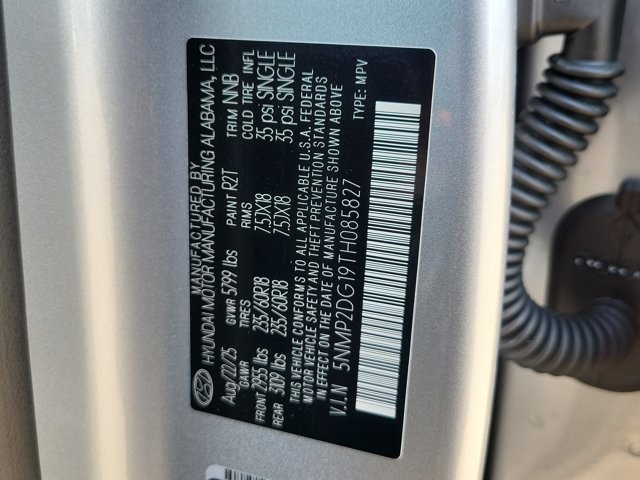 MANUFACTURED BY
HYUNDAI MOTOR MANUFACTURING ALABAMA, LLC
Aug/22/25 GVWR 5799 lbs PAINT R2T TRIM NNB
GAWR TIRES RIMS COLD TIRE INFL
FRONT 2955 lbs 235/60R18 7.5JX18 35 psi SINGLE
REAR 3109 lbs 235/60R18 7.5JX18 35 psi SINGLE
THIS VEHICLE CONFORMS TO ALL APPLICABLE U.S.A. FEDERAL
MOTOR VEHICLE SAFETY AND THEFT PREVENTION STANDARDS
IN EFFECT ON THE DATE OF MANUFACTURE SHOWN ABOVE
V.I.N 5NMP2DG19TH085827 TYPE: MPV